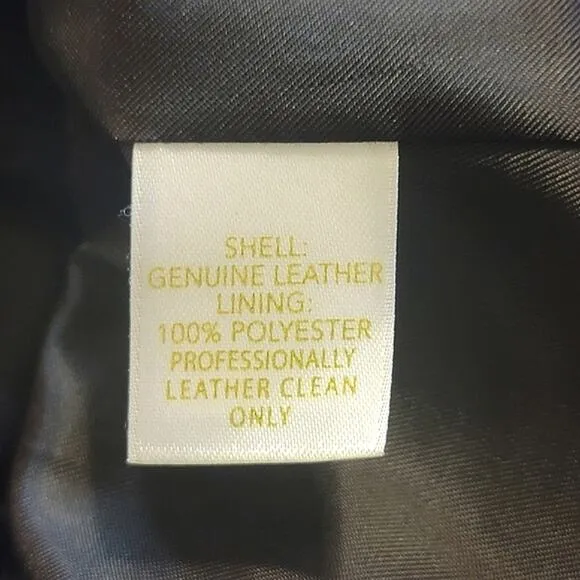 SHELL:
GENUINE LEATHER
LINING:
100% POLYESTER
PROFESSIONALLY
LEATHER CLEAN
ONLY